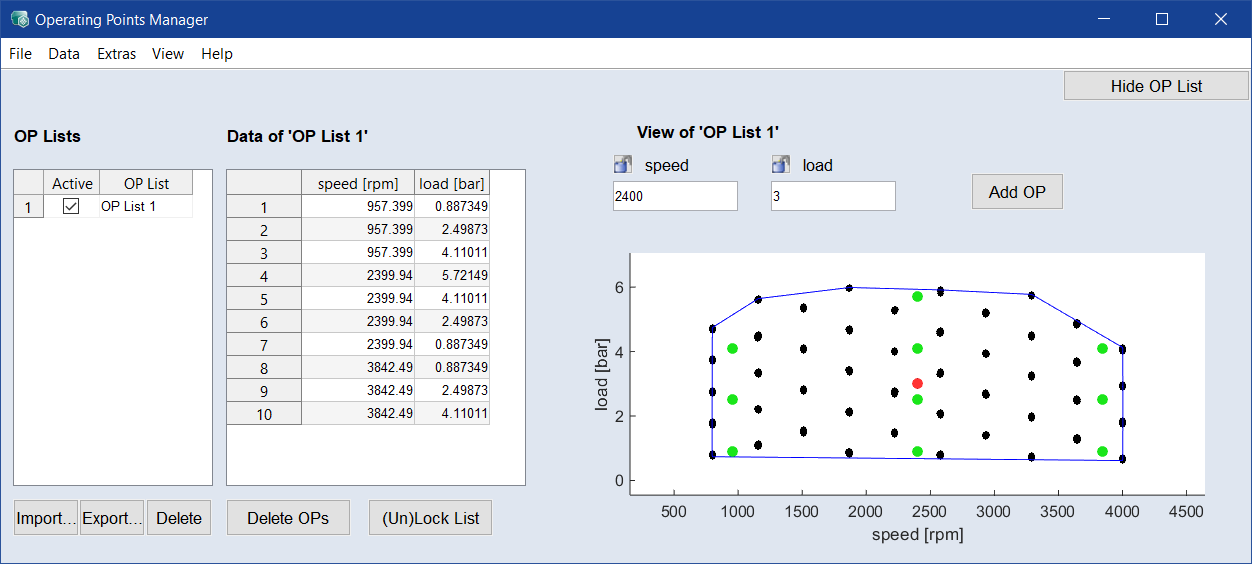 Operating Points Manager
File Data Extras View Help
Hide OP List
OP Lists
Data of 'OP List 1'
View of 'OP List 1'
speed load
2400 3
Add OP
Active OP List
1 OP List 1
speed [rpm] load [bar]
1 957.399 0.887349
2 957.399 2.49873
3 957.399 4.11011
4 2399.94 5.72149
5 2399.94 4.11011
6 2399.94 2.49873
7 2399.94 0.887349
8 3842.49 0.887349
9 3842.49 2.49873
10 3842.49 4.11011
load [bar]
6
4
2
0
500 1000 1500 2000 2500 3000 3500 4000 4500
speed [rpm]
Import... Export... Delete Delete OPs (Un)Lock List